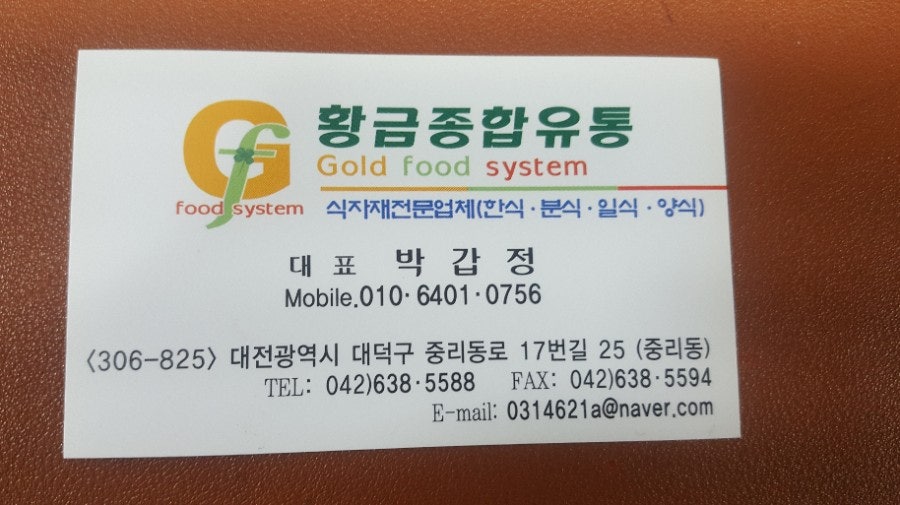 Gf
황금종합유통
Gold food system
food system
식자재전문업체(한식·분식·일식·양식)
대 표 박 갑 정
Mobile.010·6401·0756
<306-825> 대전광역시 대덕구 중리동로 17번길 25 (중리동)
TEL: 042)638·5588 FAX: 042)638·5594
E-mail: 0314621a@naver.com